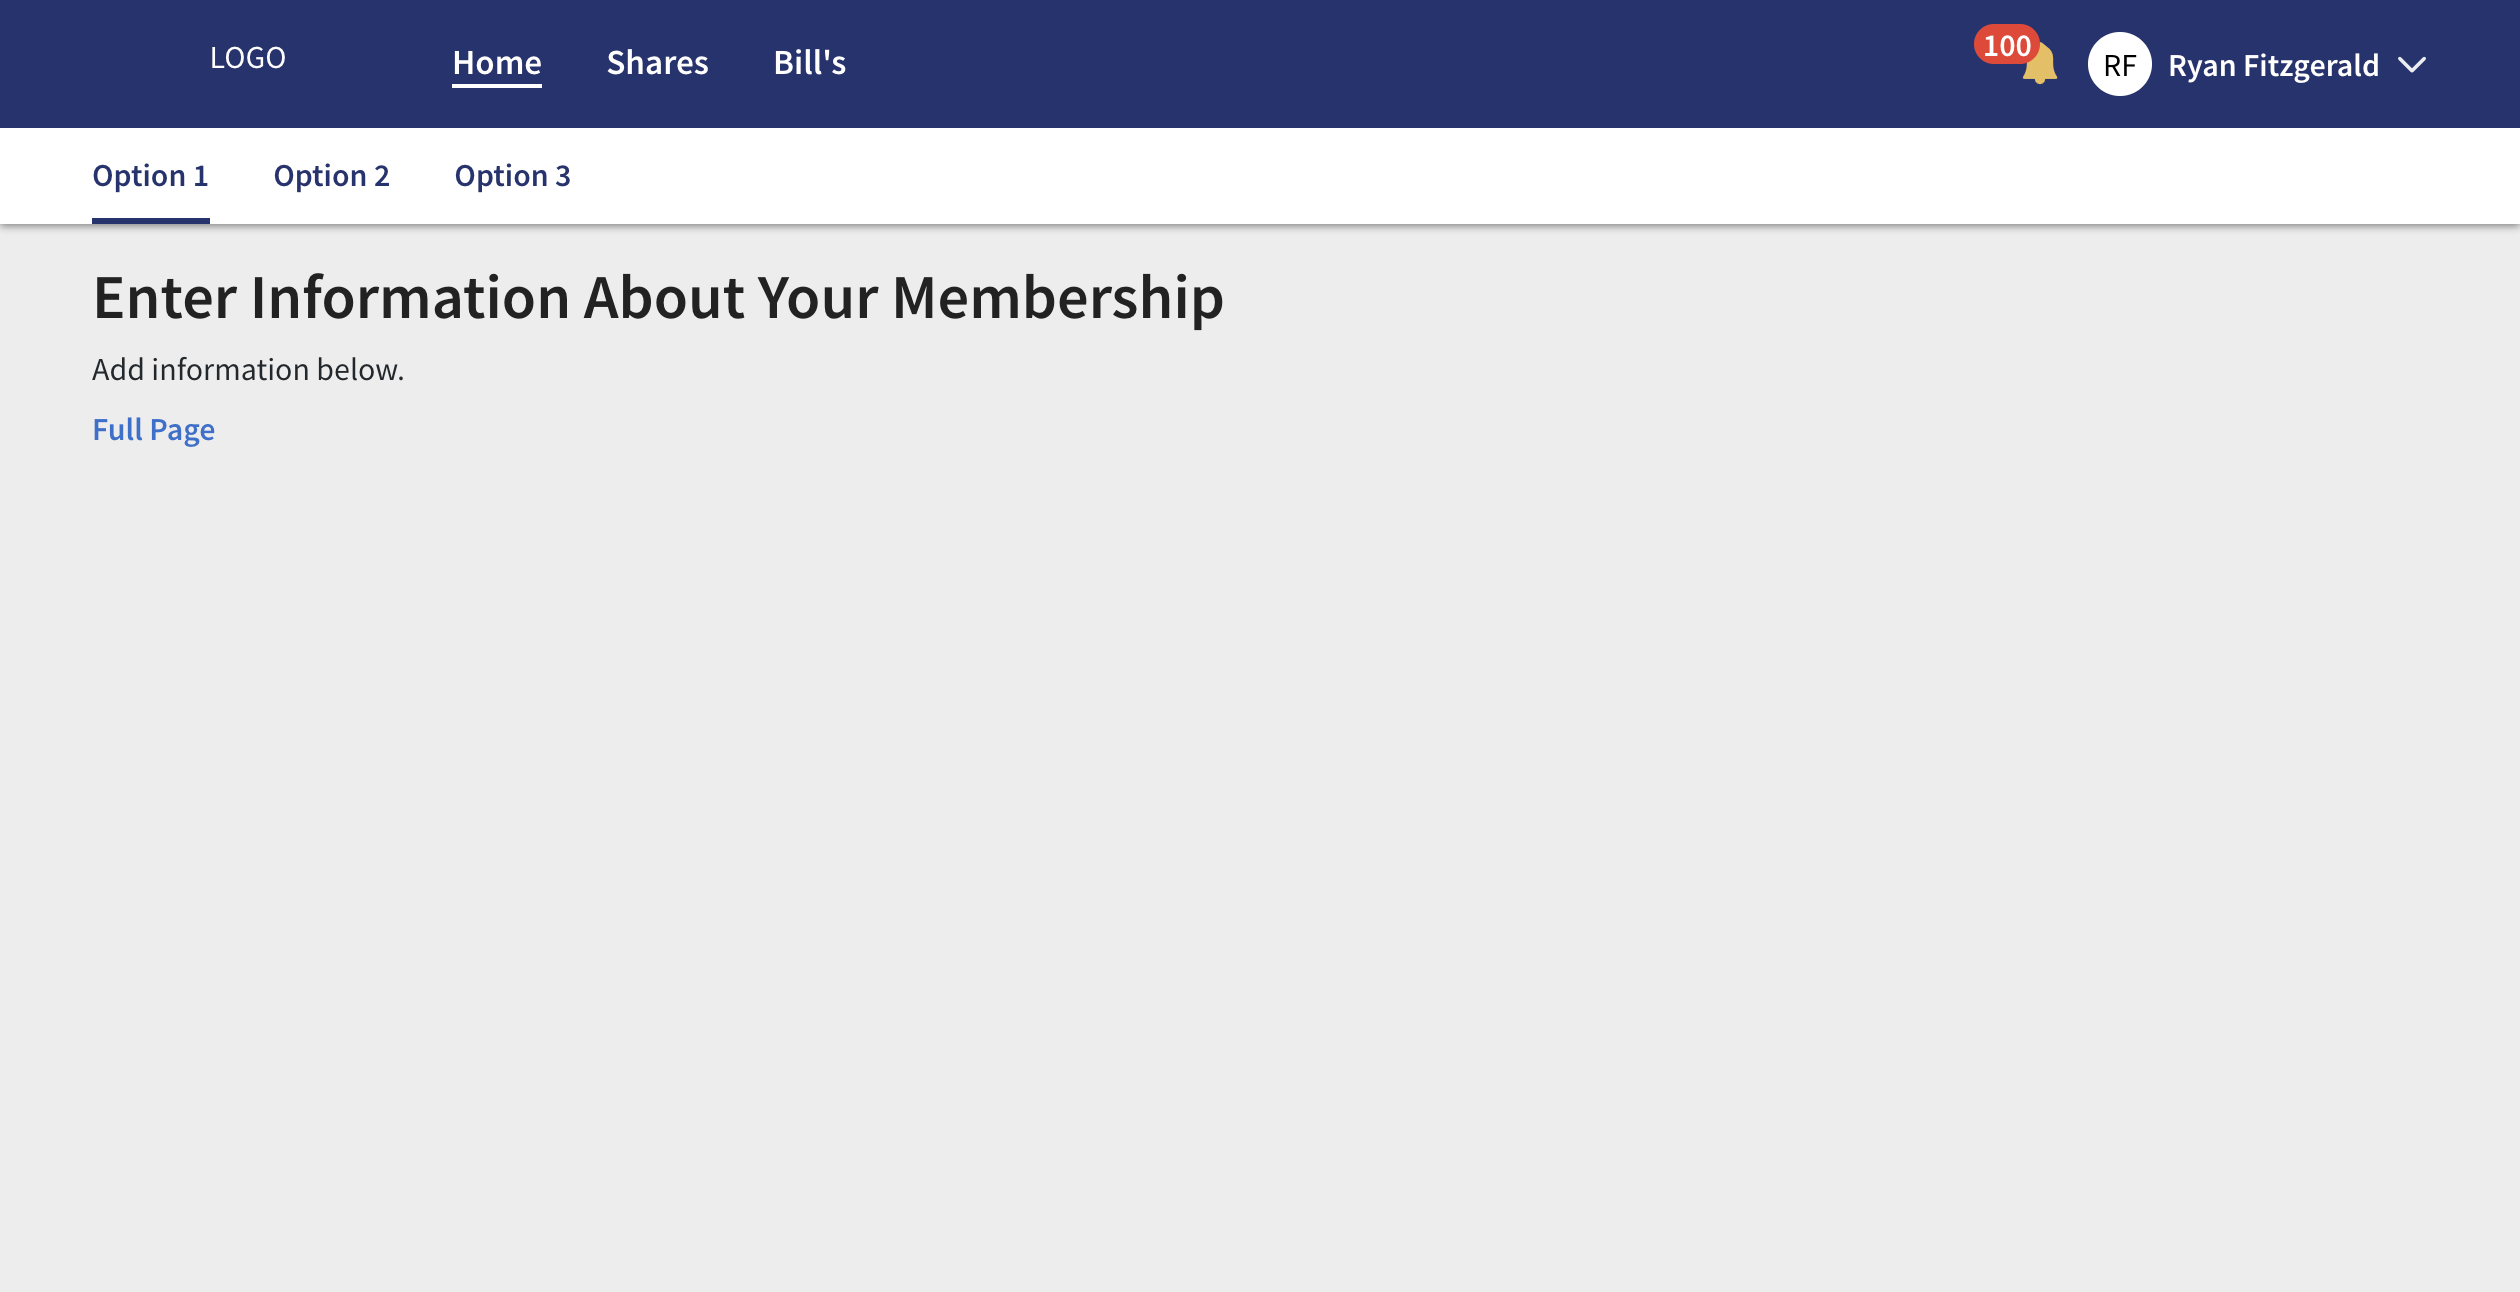 LOGO Home Shares Bill's 100 RF Ryan Fitzgerald
Option 1 Option 2 Option 3
Enter Information About Your Membership
Add information below.
Full Page